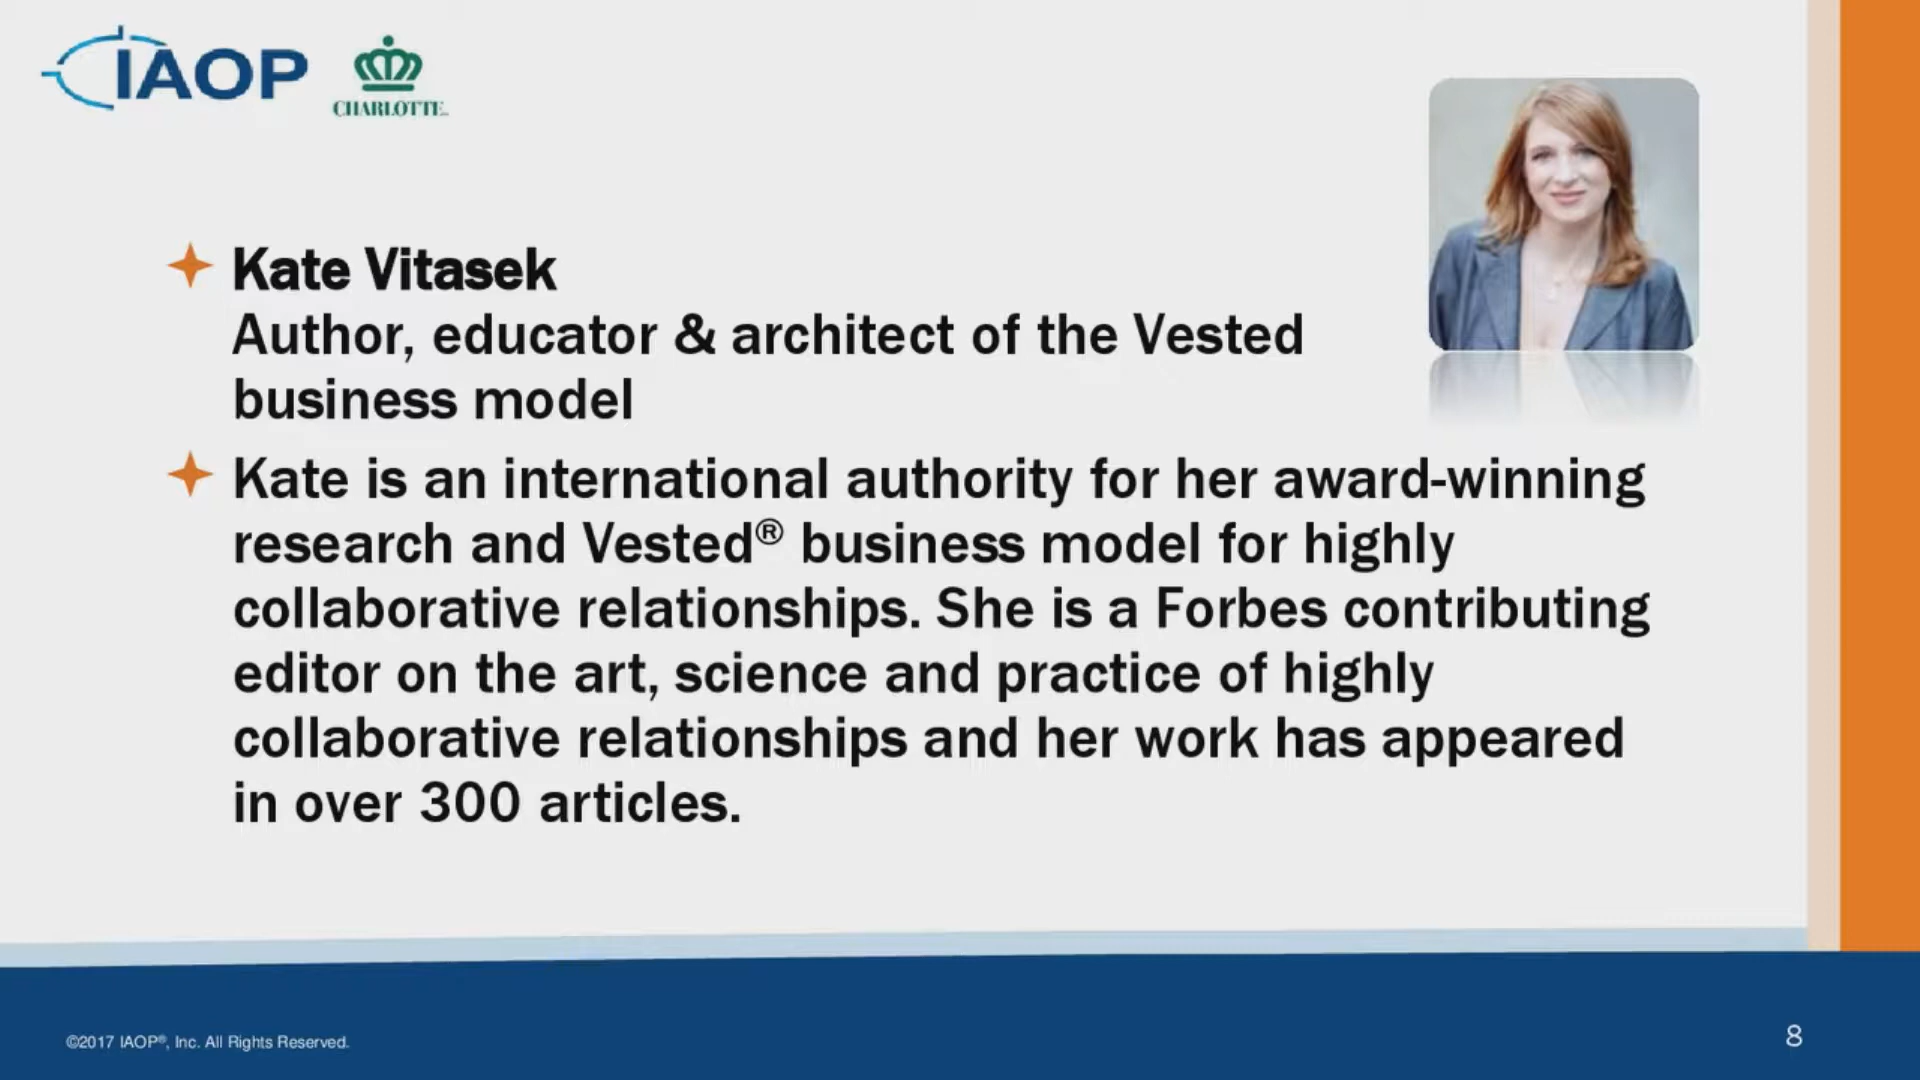 IAOP
CHARLOTTE
Kate Vitasek
Author, educator & architect of the Vested
business model
Kate is an international authority for her award-winning
research and Vested® business model for highly
collaborative relationships. She is a Forbes contributing
editor on the art, science and practice of highly
collaborative relationships and her work has appeared
in over 300 articles.
©2017 IAOP®, Inc. All Rights Reserved.
8